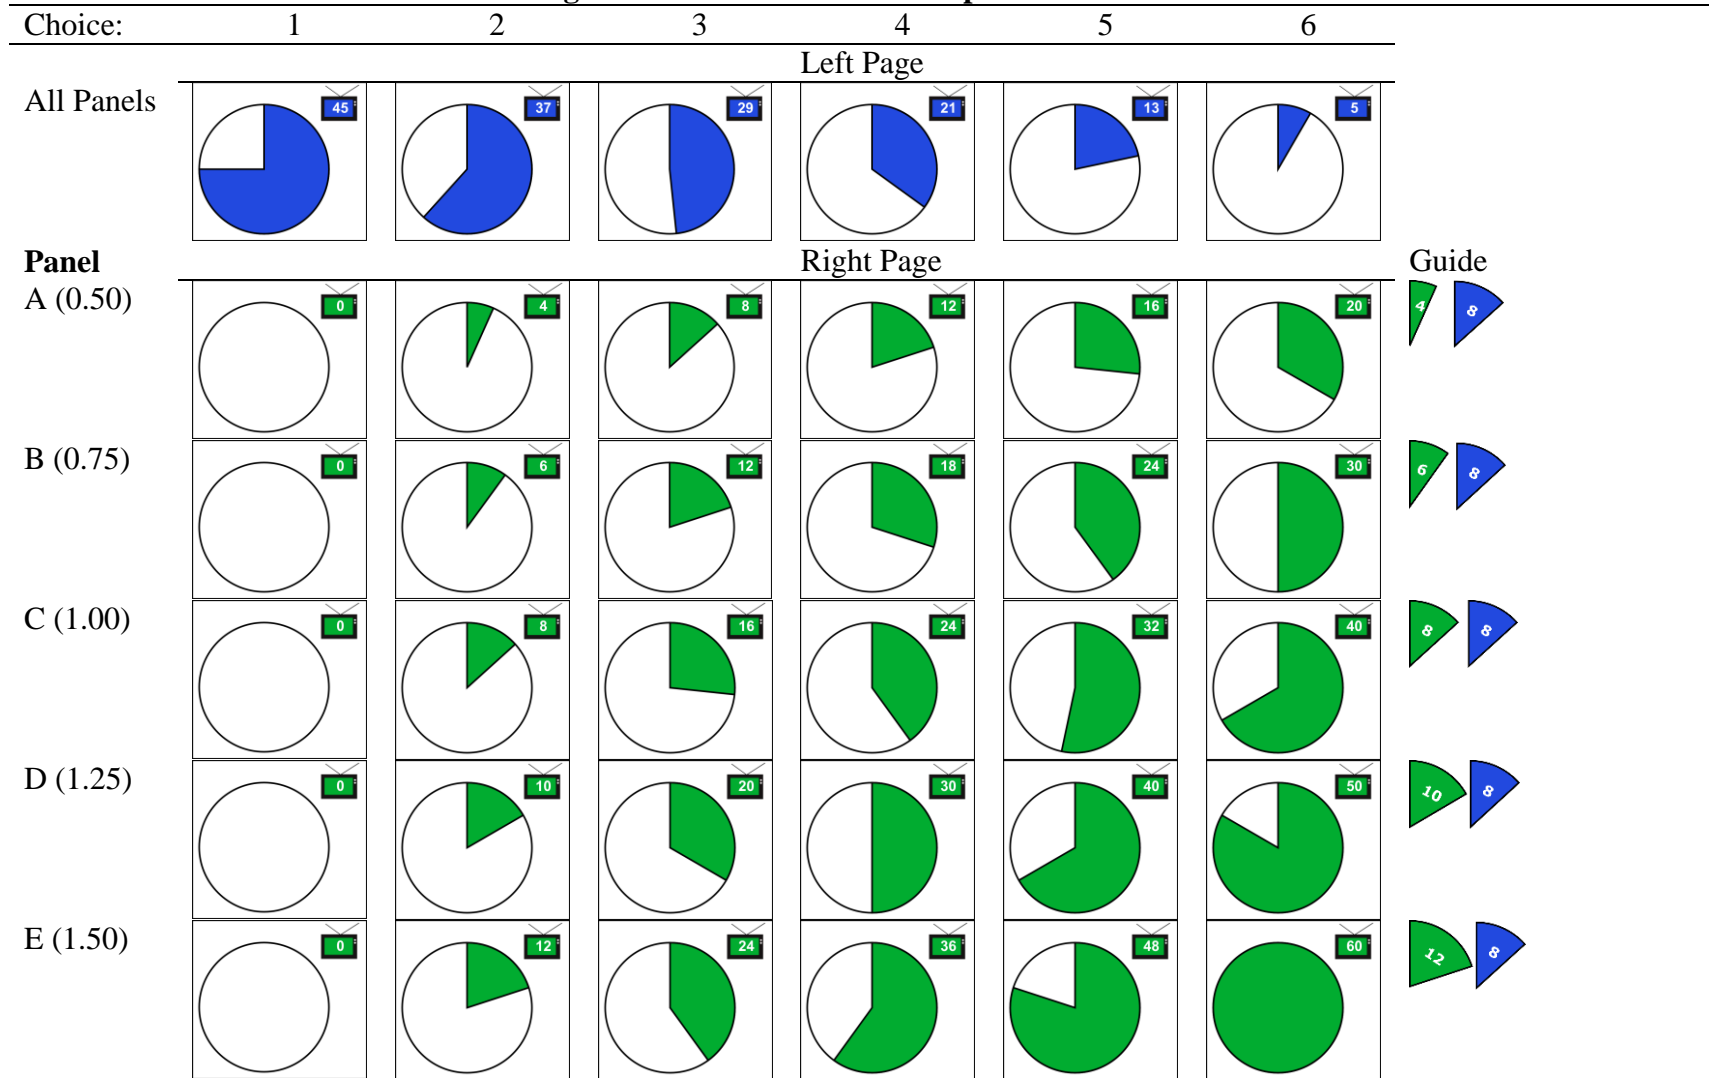 Choice: 1 2 3 4 5 6
Left Page
All Panels 45 37 29 21 13 5
Panel Right Page Guide
A (0.50) 0 4 8 12 16 20 4 8
B (0.75) 0 6 12 18 24 30 6 8
C (1.00) 0 8 16 24 32 40 8 8
D (1.25) 0 10 20 30 40 50 10 8
E (1.50) 0 12 24 36 48 60 12 8